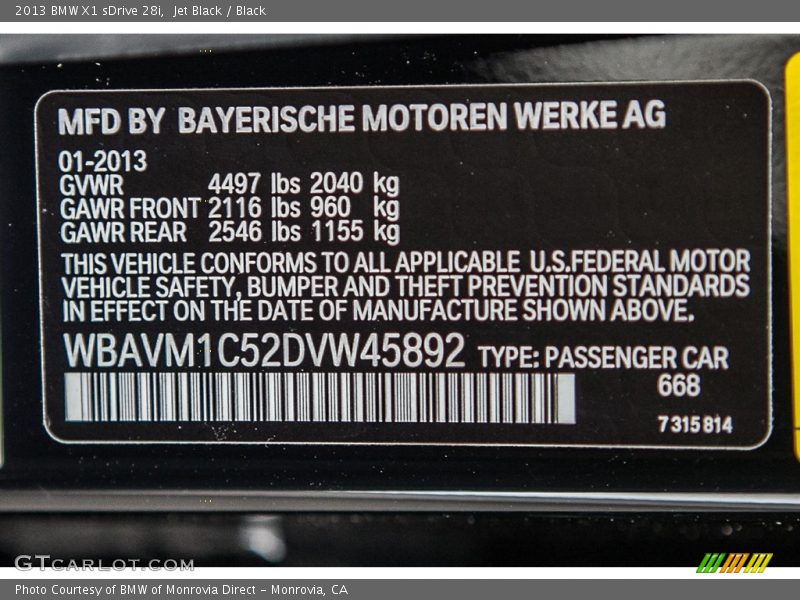 2013 BMW X1 sDrive 28i,  Jet Black / Black
MFD BY BAYERISCHE MOTOREN WERKE AG
01-2013
GVWR 4497 lbs 2040 kg
GAWR FRONT 2116 lbs 960 kg
GAWR REAR 2546 lbs 1155 kg
THIS VEHICLE CONFORMS TO ALL APPLICABLE U.S.FEDERAL MOTOR
VEHICLE SAFETY, BUMPER AND THEFT PREVENTION STANDARDS
IN EFFECT ON THE DATE OF MANUFACTURE SHOWN ABOVE.
WBAVM1C52DVW45892 TYPE: PASSENGER CAR
668
7315814
GTCARLOT.COM
Photo Courtesy of BMW of Monrovia Direct - Monrovia, CA